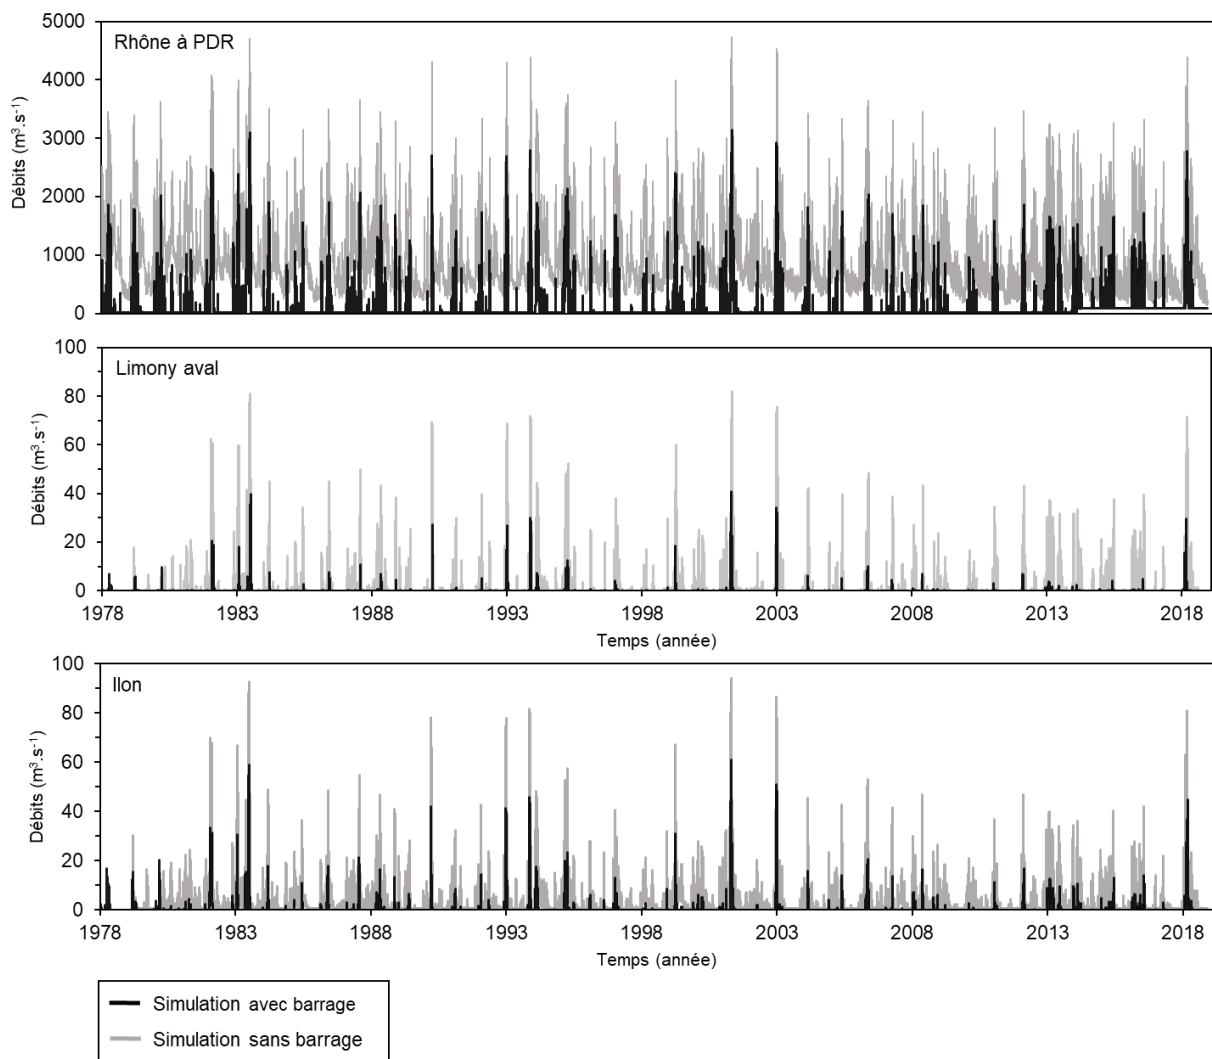 Rhône à PDR
Débits (m³.s⁻¹)
5000
4000
3000
2000
1000
0
Limony aval
Débits (m³.s⁻¹)
100
80
60
40
20
0
1978 1983 1988 1993 1998 2003 2008 2013 2018
Temps (année)
Ilon
Débits (m³.s⁻¹)
100
80
60
40
20
0
1978 1983 1988 1993 1998 2003 2008 2013 2018
Temps (année)
Simulation avec barrage
Simulation sans barrage